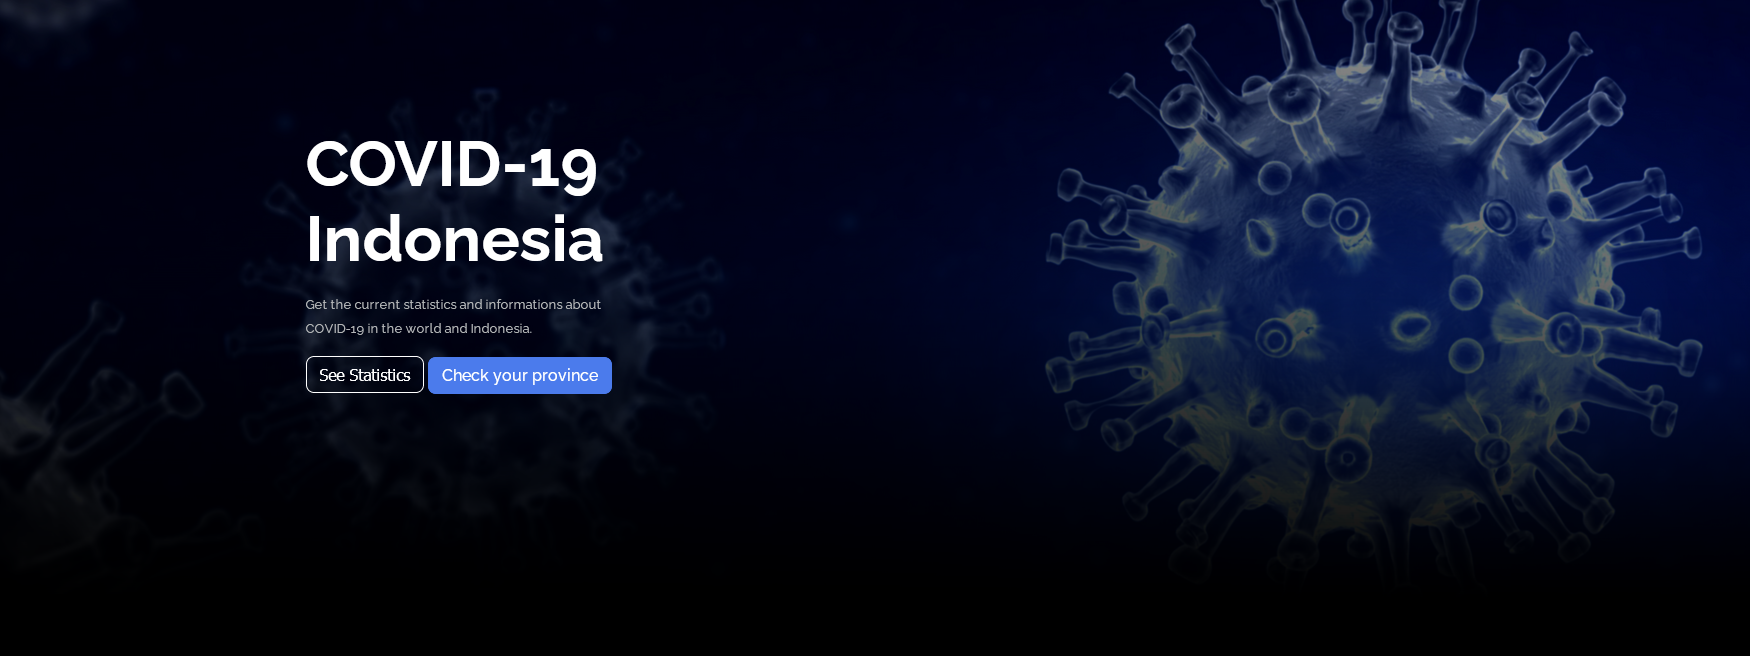 COVID-19
Indonesia
Get the current statistics and informations about
COVID-19 in the world and Indonesia.
See Statistics Check your province